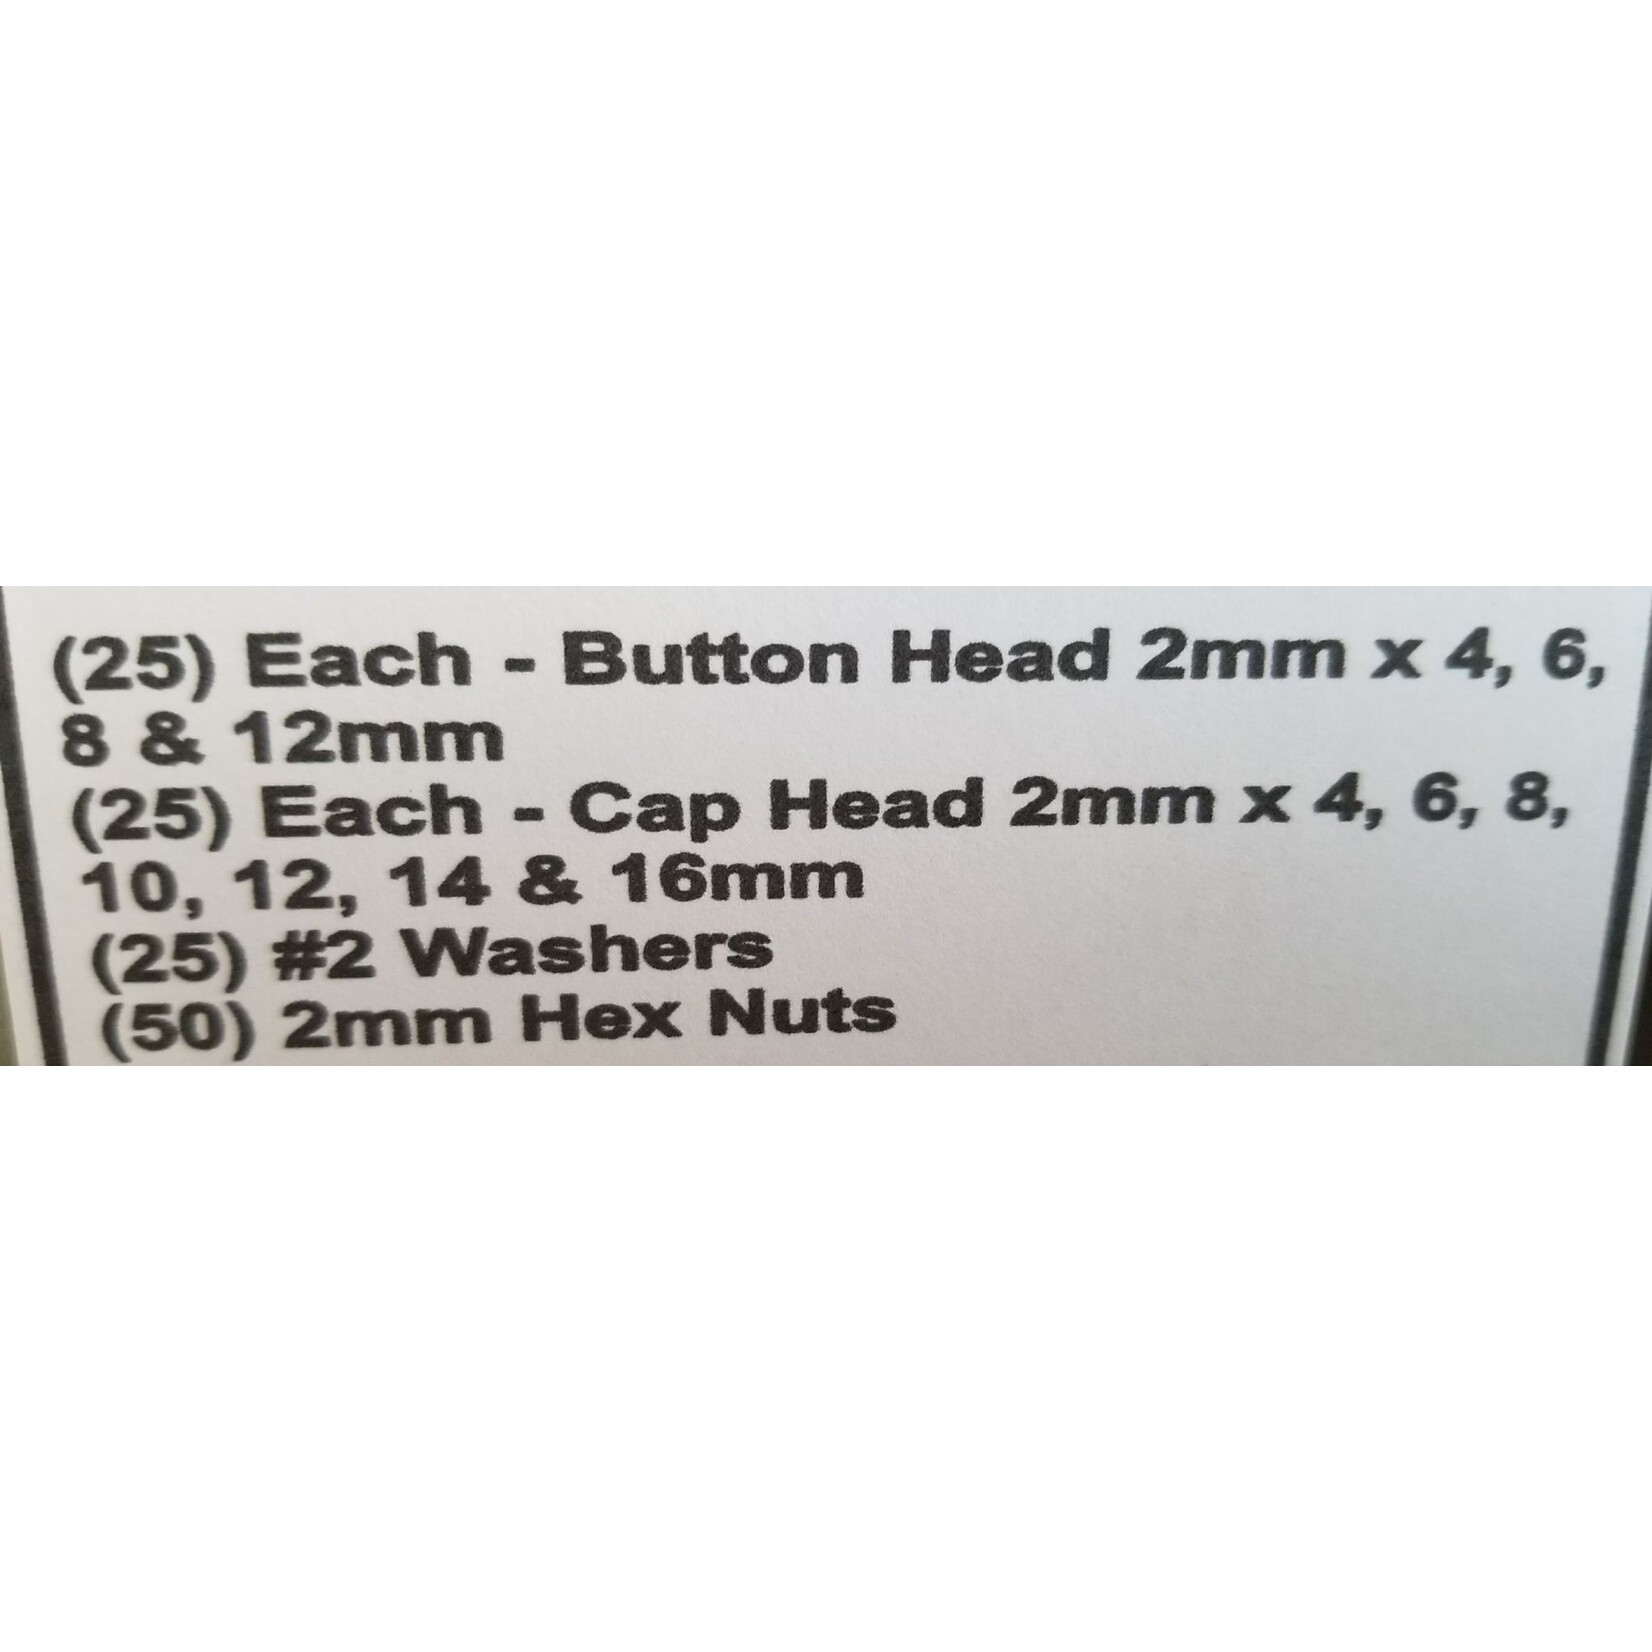 (25) Each - Button Head 2mm x 4, 6,
8 & 12mm
(25) Each - Cap Head 2mm x 4, 6, 8,
10, 12, 14 & 16mm
(25) #2 Washers
(50) 2mm Hex Nuts